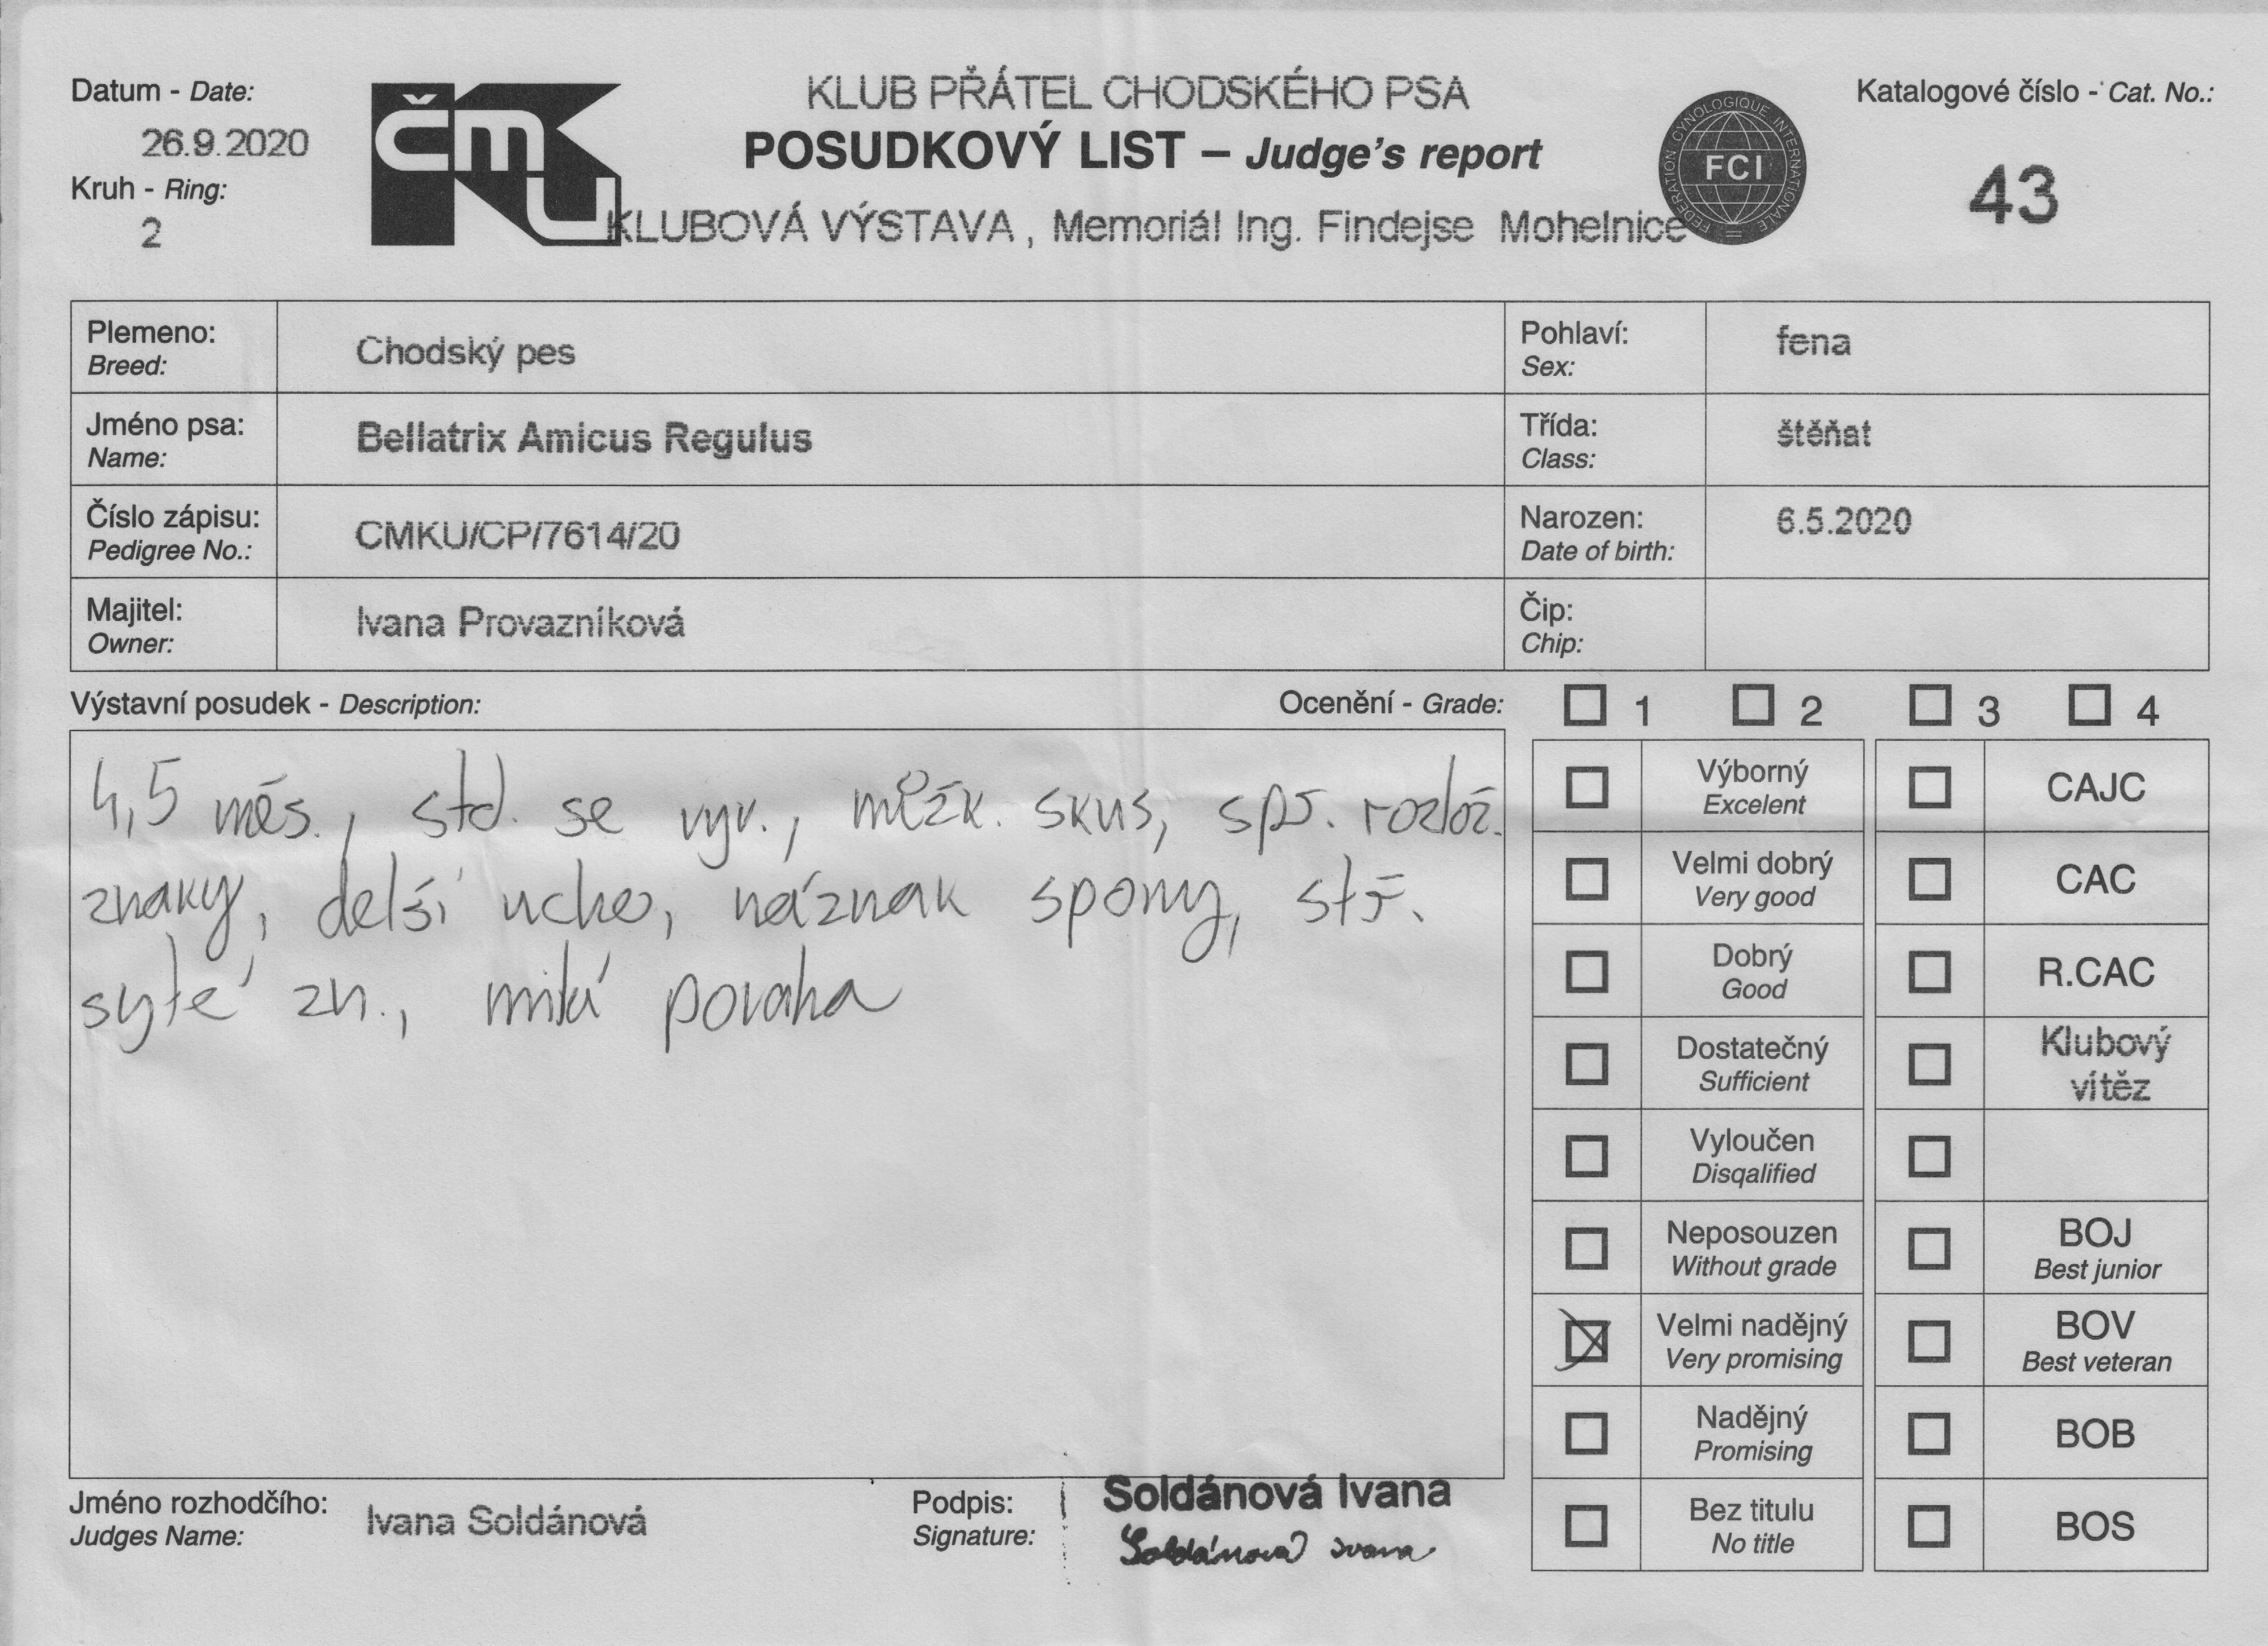 Datum - Date:
26.9.2020
Kruh - Ring:
2
ČMKU
KLUB PŘÁTEL CHODSKÉHO PSA
POSUDKOVÝ LIST – Judge's report
KLUBOVÁ VÝSTAVA , Memoriál Ing. Findejse Mohelnice
FEDERATION CYNOLOGIQUE INTERNATIONALE
FCI
Katalogové číslo - Cat. No.:
43
Plemeno:
Breed:
Chodský pes
Pohlaví:
Sex:
fena
Jméno psa:
Name:
Bellatrix Amicus Regulus
Třída:
Class:
štěňat
Číslo zápisu:
Pedigree No.:
CMKU/CP/7614/20
Narozen:
Date of birth:
6.5.2020
Majitel:
Owner:
Ivana Provazníková
Čip:
Chip:
Výstavní posudek - Description:
Ocenění - Grade:
1 2 3 4
4,5 měs., std. se vyv., můžk. skus, spr. rozlož.
znaky, delší ucho, náznak spony, stř.
syté zn., milá povaha
Výborný
Excelent
CAJC
Velmi dobrý
Very good
CAC
Dobrý
Good
R.CAC
Dostatečný
Sufficient
Klubový
vítěz
Vyloučen
Disqalified
Neposouzen
Without grade
BOJ
Best junior
Velmi nadějný
Very promising
BOV
Best veteran
Nadějný
Promising
BOB
Bez titulu
No title
BOS
Jméno rozhodčího:
Judges Name:
Ivana Soldánová
Podpis:
Signature:
Soldánová Ivana
Soldánová Ivana